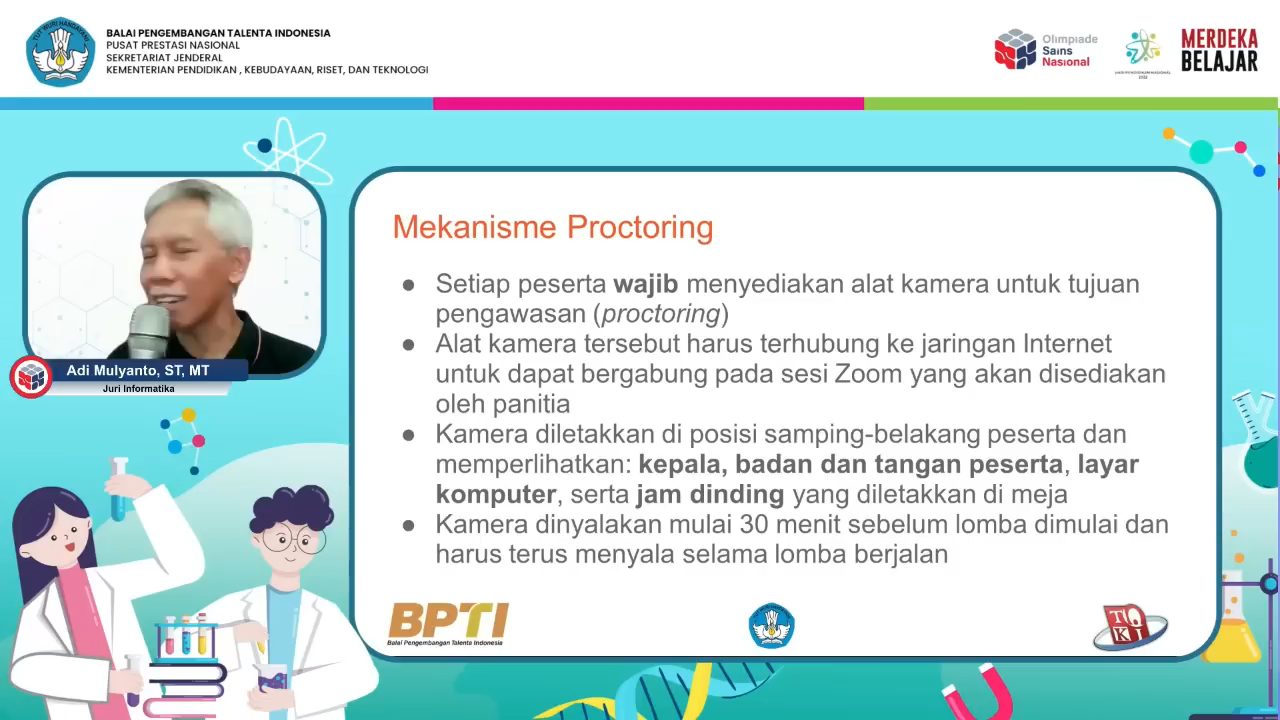 BALAI PENGEMBANGAN TALENTA INDONESIA
PUSAT PRESTASI NASIONAL
SEKRETARIAT JENDERAL
KEMENTERIAN PENDIDIKAN , KEBUDAYAAN, RISET, DAN TEKNOLOGI
TUT WURI HANDAYANI
Olimpiade
Sains
Nasional
MERDEKA
BELAJAR
Adi Mulyanto, ST, MT
Juri Informatika
Mekanisme Proctoring
● Setiap peserta wajib menyediakan alat kamera untuk tujuan
pengawasan (proctoring)
● Alat kamera tersebut harus terhubung ke jaringan Internet
untuk dapat bergabung pada sesi Zoom yang akan disediakan
oleh panitia
● Kamera diletakkan di posisi samping-belakang peserta dan
memperlihatkan: kepala, badan dan tangan peserta, layar
komputer, serta jam dinding yang diletakkan di meja
● Kamera dinyalakan mulai 30 menit sebelum lomba dimulai dan
harus terus menyala selama lomba berjalan
BPTI
Balai Pengembangan Talenta Indonesia
TOKI